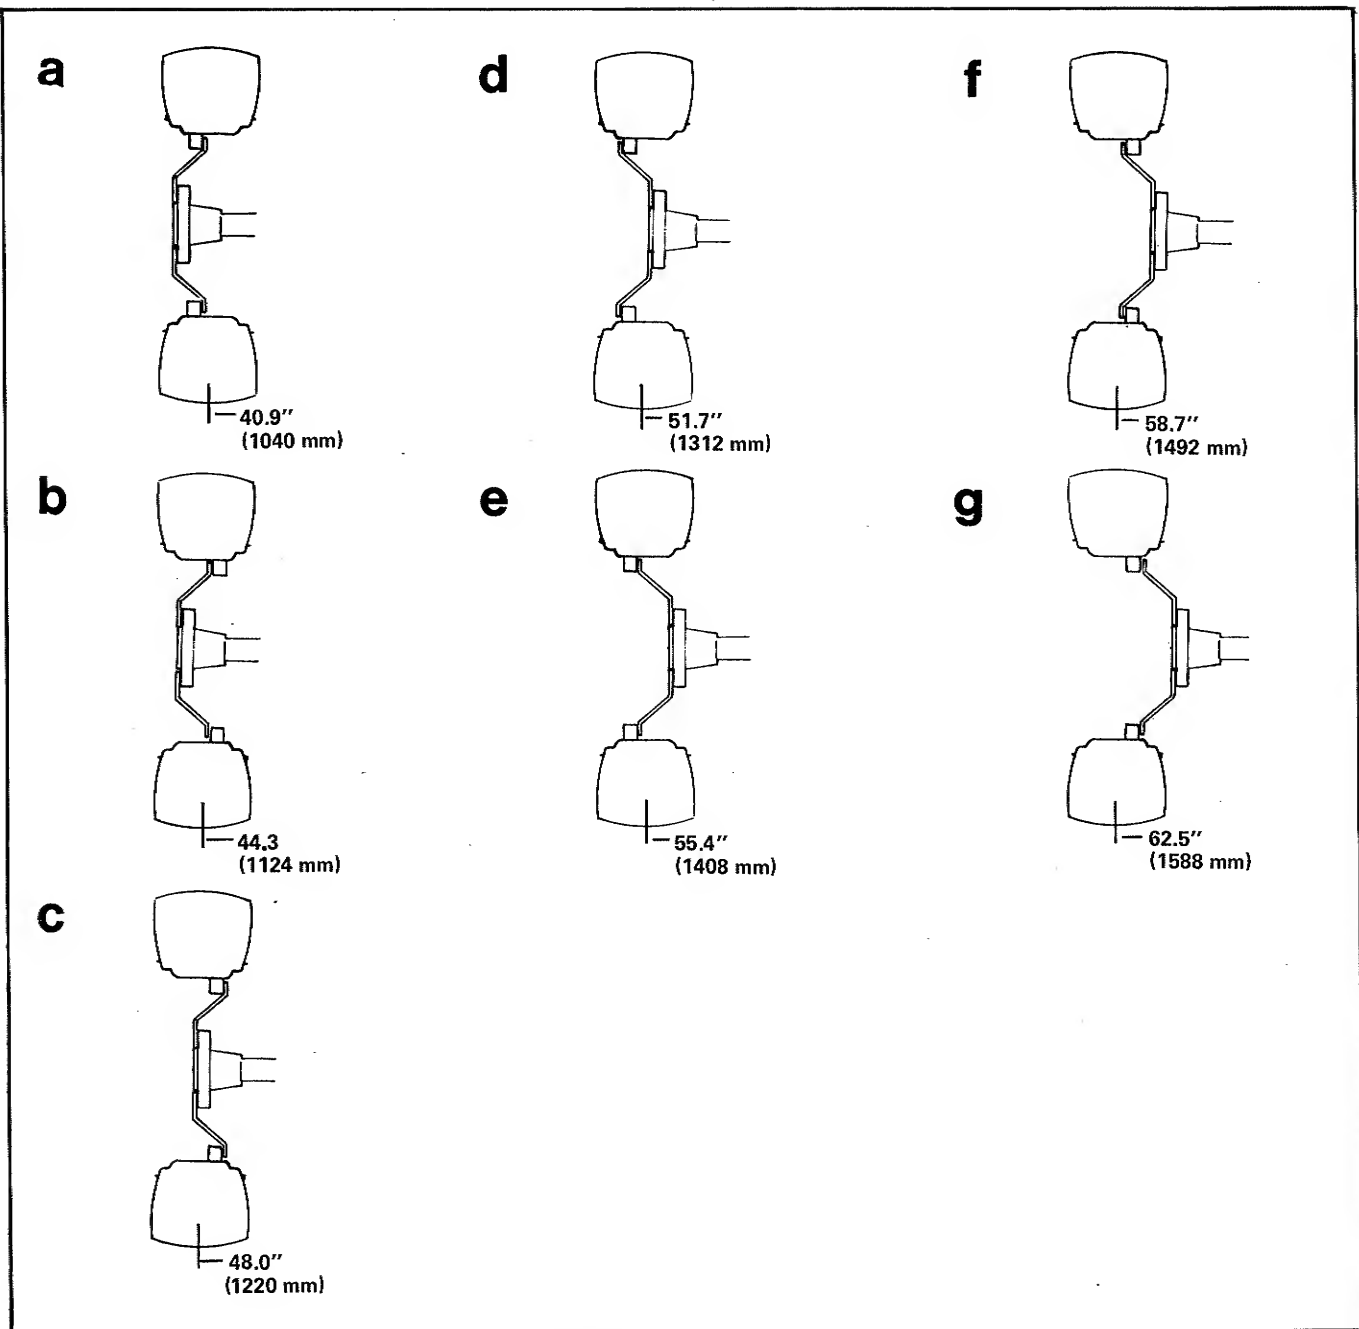 a
40.9"
(1040 mm)
b
44.3
(1124 mm)
c
48.0"
(1220 mm)
d
51.7"
(1312 mm)
e
55.4"
(1408 mm)
f
58.7"
(1492 mm)
g
62.5"
(1588 mm)